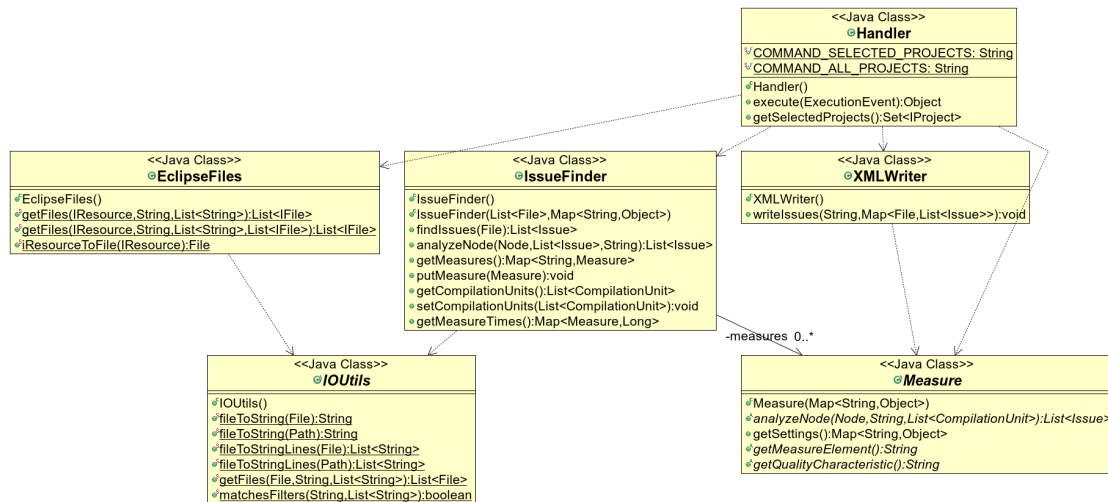 <<Java Class>>
Handler
COMMAND_SELECTED_PROJECTS: String
COMMAND_ALL_PROJECTS: String
Handler()
execute(ExecutionEvent):Object
getSelectedProjects():Set<IProject>
<<Java Class>>
EclipseFiles
EclipseFiles()
getFiles(IResource,String,List<String>):List<IFile>
getFiles(IResource,String,List<String>,List<IFile>):List<IFile>
iResourceToFile(IResource):File
<<Java Class>>
IssueFinder
IssueFinder()
IssueFinder(List<File>,Map<String,Object>)
findIssues(File):List<Issue>
analyzeNode(Node,List<Issue>,String):List<Issue>
getMeasures():Map<String,Measure>
putMeasure(Measure):void
getCompilationUnits():List<CompilationUnit>
setCompilationUnits(List<CompilationUnit>):void
getMeasureTimes():Map<Measure,Long>
<<Java Class>>
XMLWriter
XMLWriter()
writeIssues(String,Map<File,List<Issue>>):void
-measures 0..*
<<Java Class>>
IOUtils
IOUtils()
fileToString(File):String
fileToString(Path):String
fileToStringLines(File):List<String>
fileToStringLines(Path):List<String>
getFiles(File,String,List<String>):List<File>
matchesFilters(String,List<String>):boolean
<<Java Class>>
Measure
Measure(Map<String,Object>)
analyzeNode(Node,String,List<CompilationUnit>):List<Issue>
getSettings():Map<String,Object>
getMeasureElement():String
getQualityCharacteristic():String